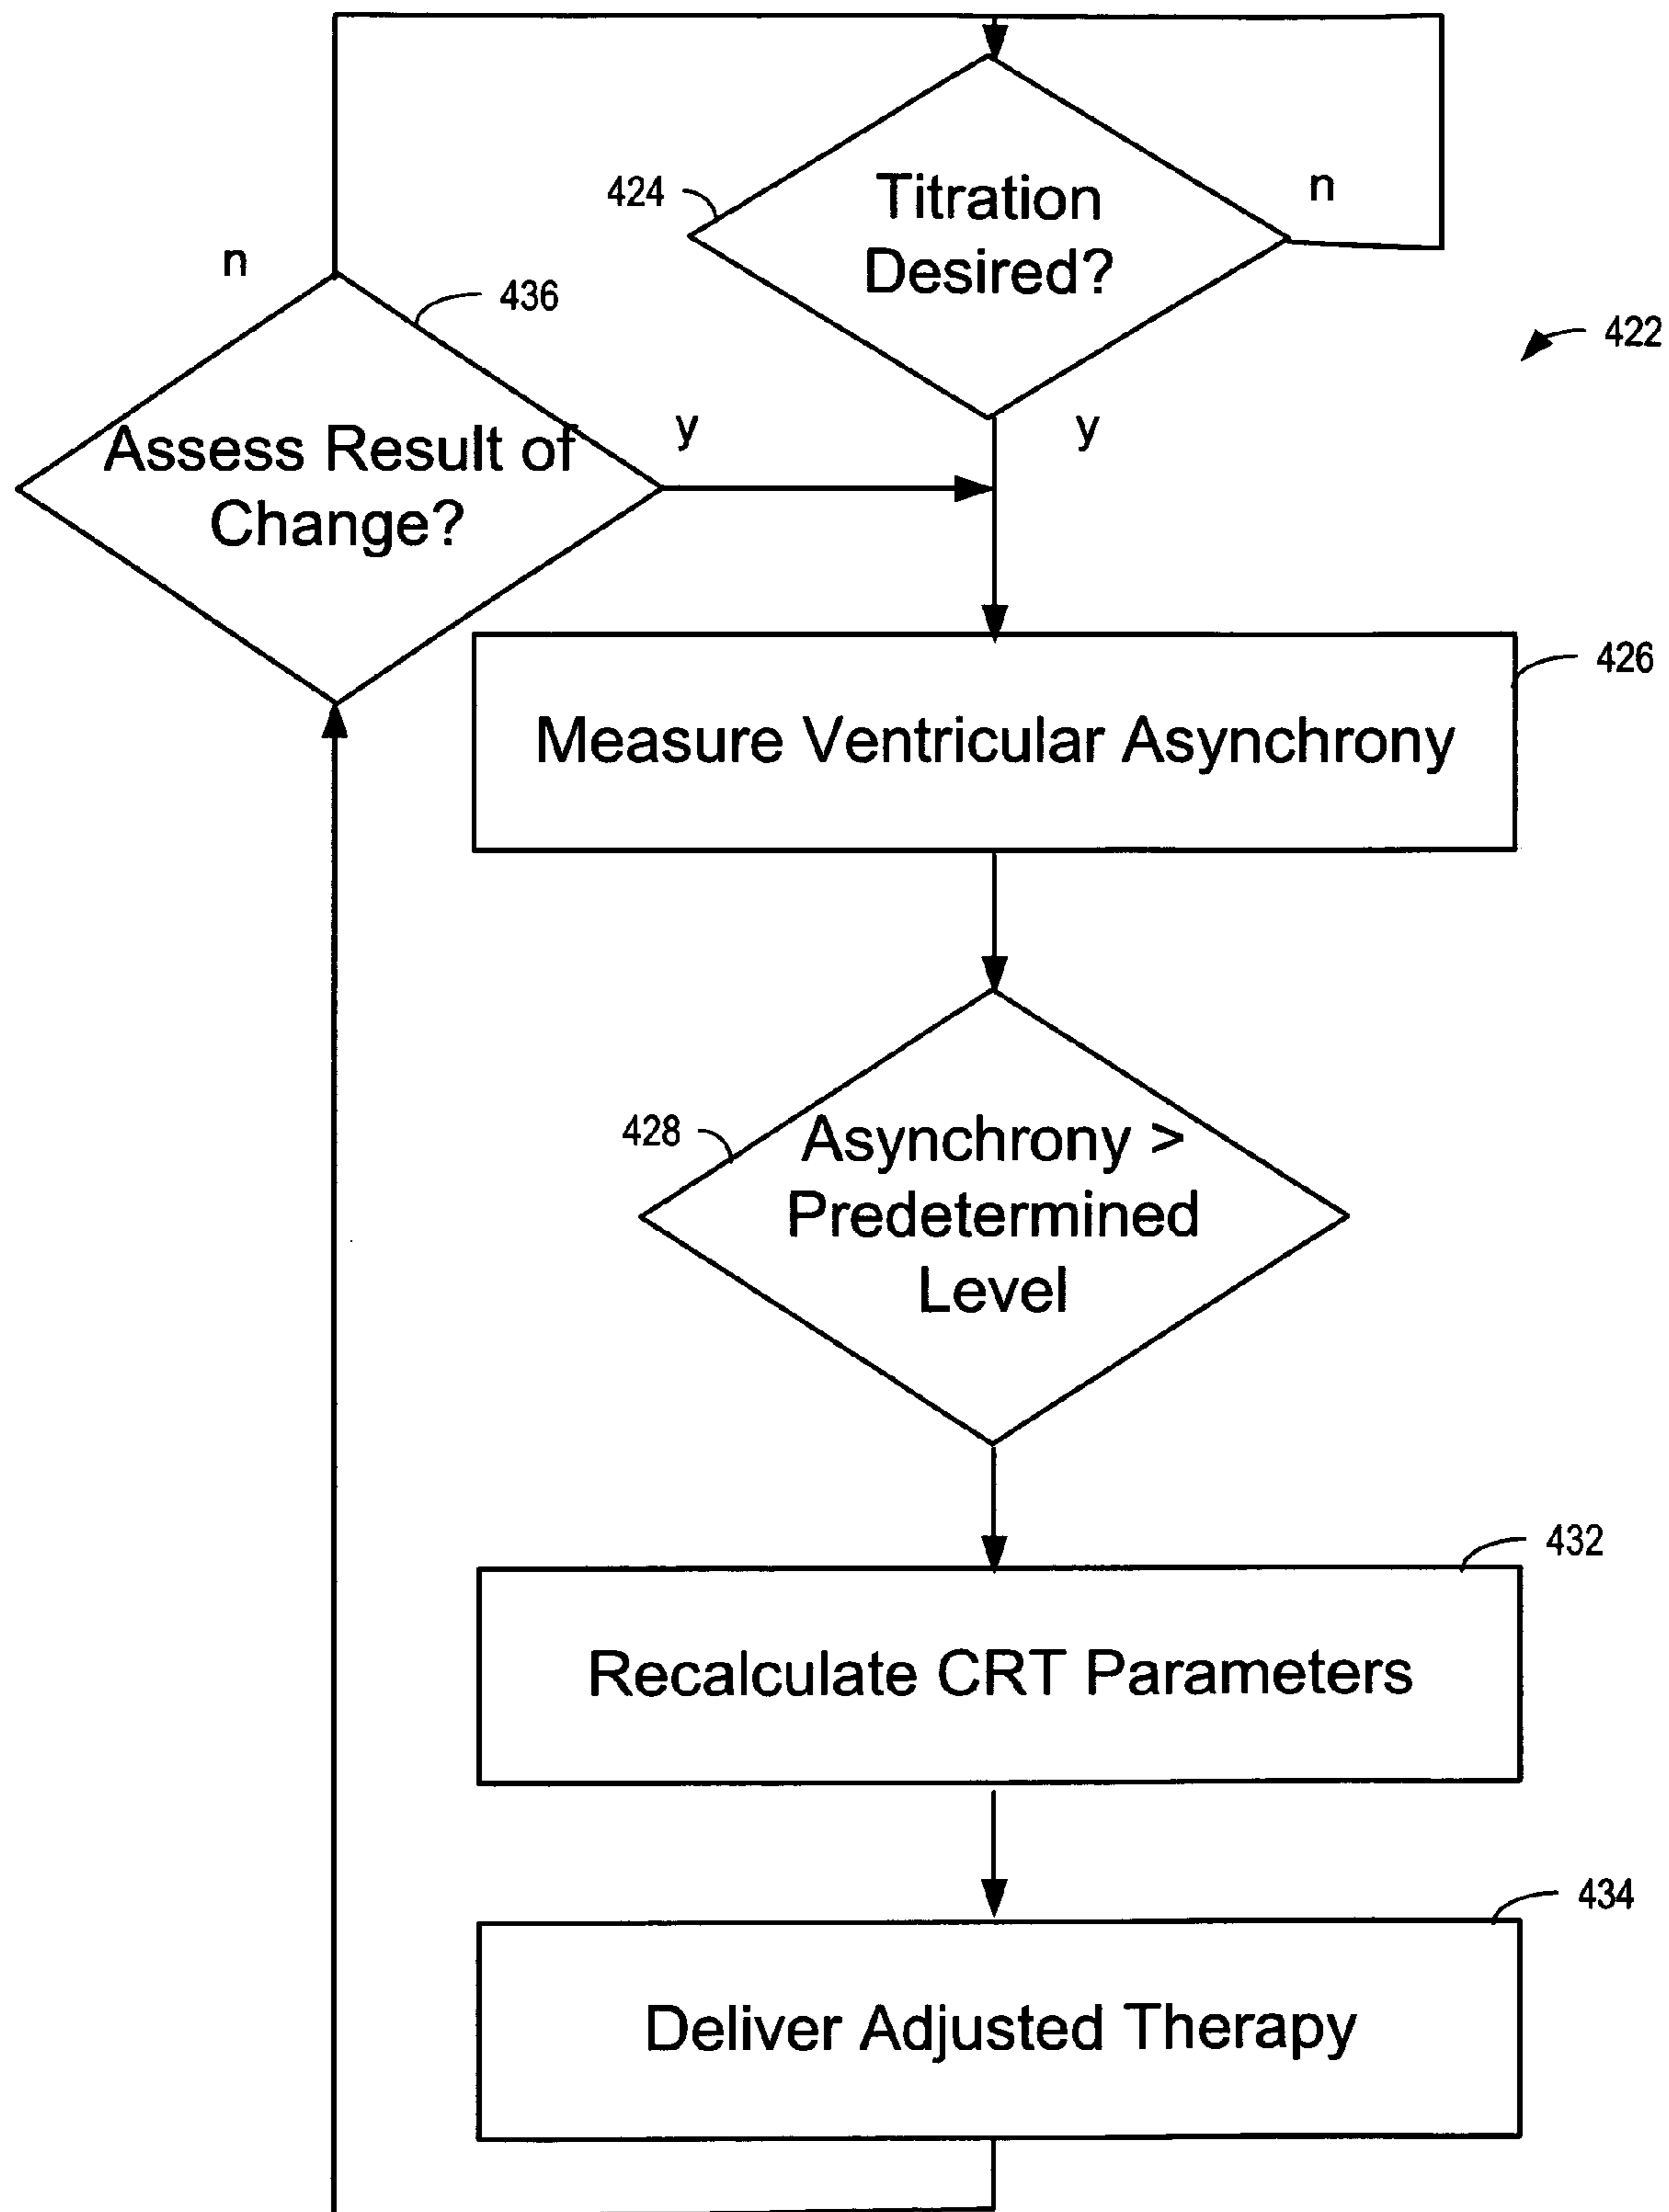 424
Titration
Desired?
n
n
436
422
Assess Result of
Change?
y
y
426
Measure Ventricular Asynchrony
428
Asynchrony >
Predetermined
Level
432
Recalculate CRT Parameters
434
Deliver Adjusted Therapy